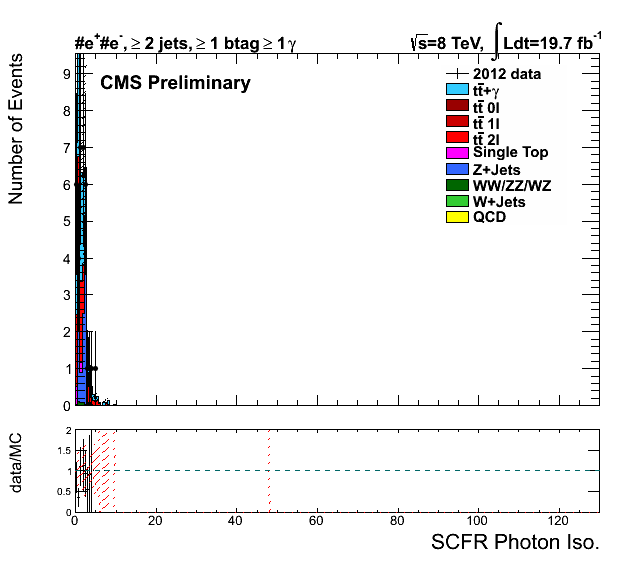 #e⁺#e⁻, ≥ 2 jets, ≥ 1 btag ≥ 1 γ
√s=8 TeV, ∫ Ldt=19.7 fb⁻¹
CMS Preliminary
2012 data
tt̄+γ
tt̄ 0l
tt̄ 1l
tt̄ 2l
Single Top
Z+Jets
WW/ZZ/WZ
W+Jets
QCD
Number of Events
9
8
7
6
5
4
3
2
1
0
data/MC
2
1.5
1
0.5
0
0 20 40 60 80 100 120
SCFR Photon Iso.